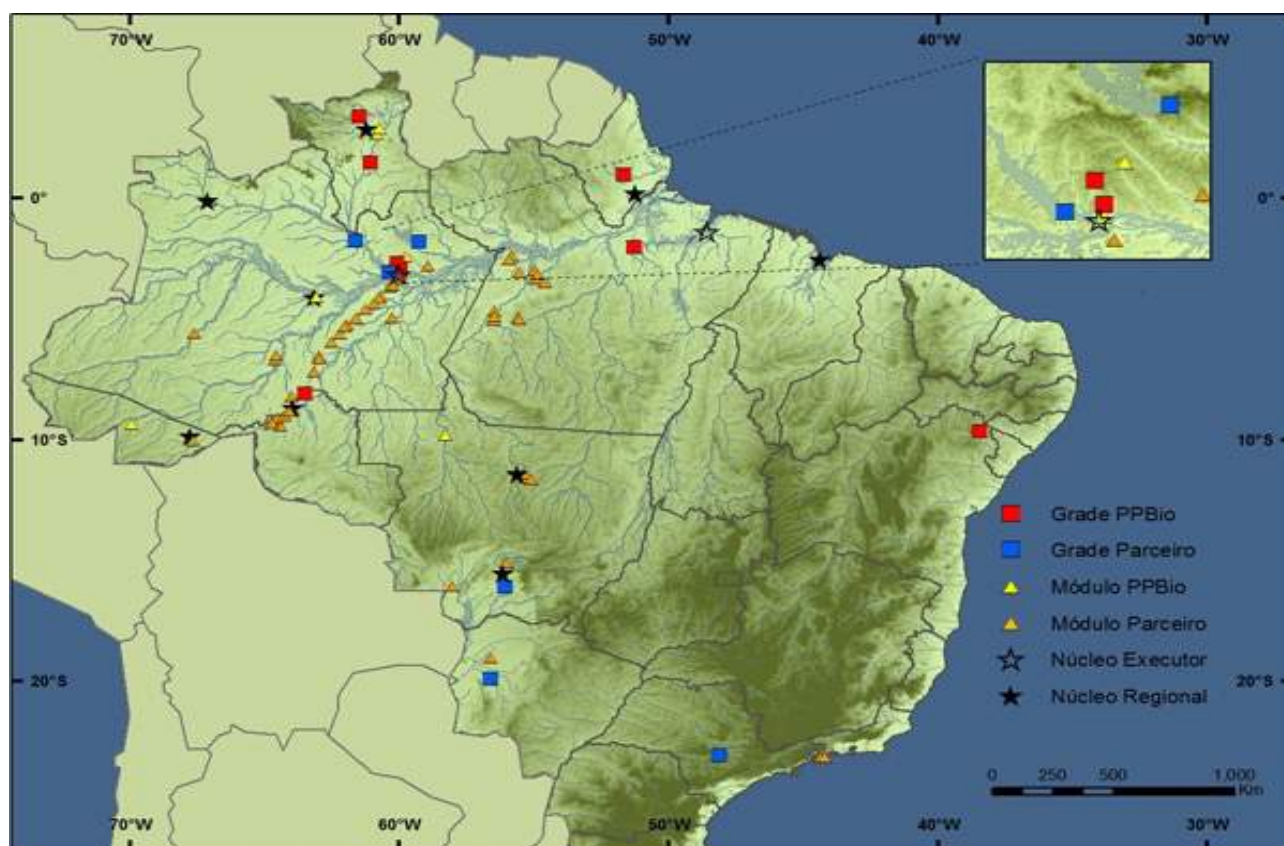 70°W 60°W 50°W 40°W 30°W
0° 0°
10°S 10°S
Grade PPBio
Grade Parceiro
Módulo PPBio
Módulo Parceiro
Núcleo Executor
Núcleo Regional
20°S 20°S
0 250 500 1.000
Km
70°W 60°W 50°W 40°W 30°W